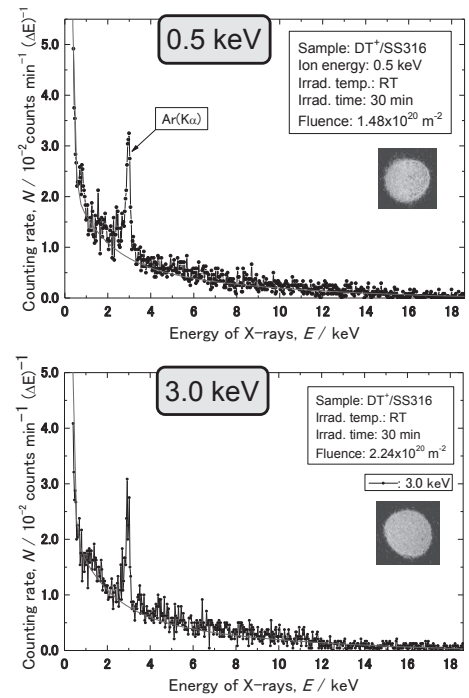 0.5 keV
Sample: DT⁺/SS316
Ion energy: 0.5 keV
Irrad. temp.: RT
Irrad. time: 30 min
Fluence: 1.48x10²⁰ m⁻²
Ar(Kα)
Counting rate, N / 10⁻² counts min⁻¹ (ΔE)⁻¹
5.0
4.0
3.0
2.0
1.0
0.0
0 2 4 6 8 10 12 14 16 18
Energy of X-rays, E / keV
3.0 keV
Sample: DT⁺/SS316
Irrad. temp.: RT
Irrad. time: 30 min
Fluence: 2.24x10²⁰ m⁻²
: 3.0 keV
Counting rate, N / 10⁻² counts min⁻¹ (ΔE)⁻¹
5.0
4.0
3.0
2.0
1.0
0.0
0 2 4 6 8 10 12 14 16 18
Energy of X-rays, E / keV